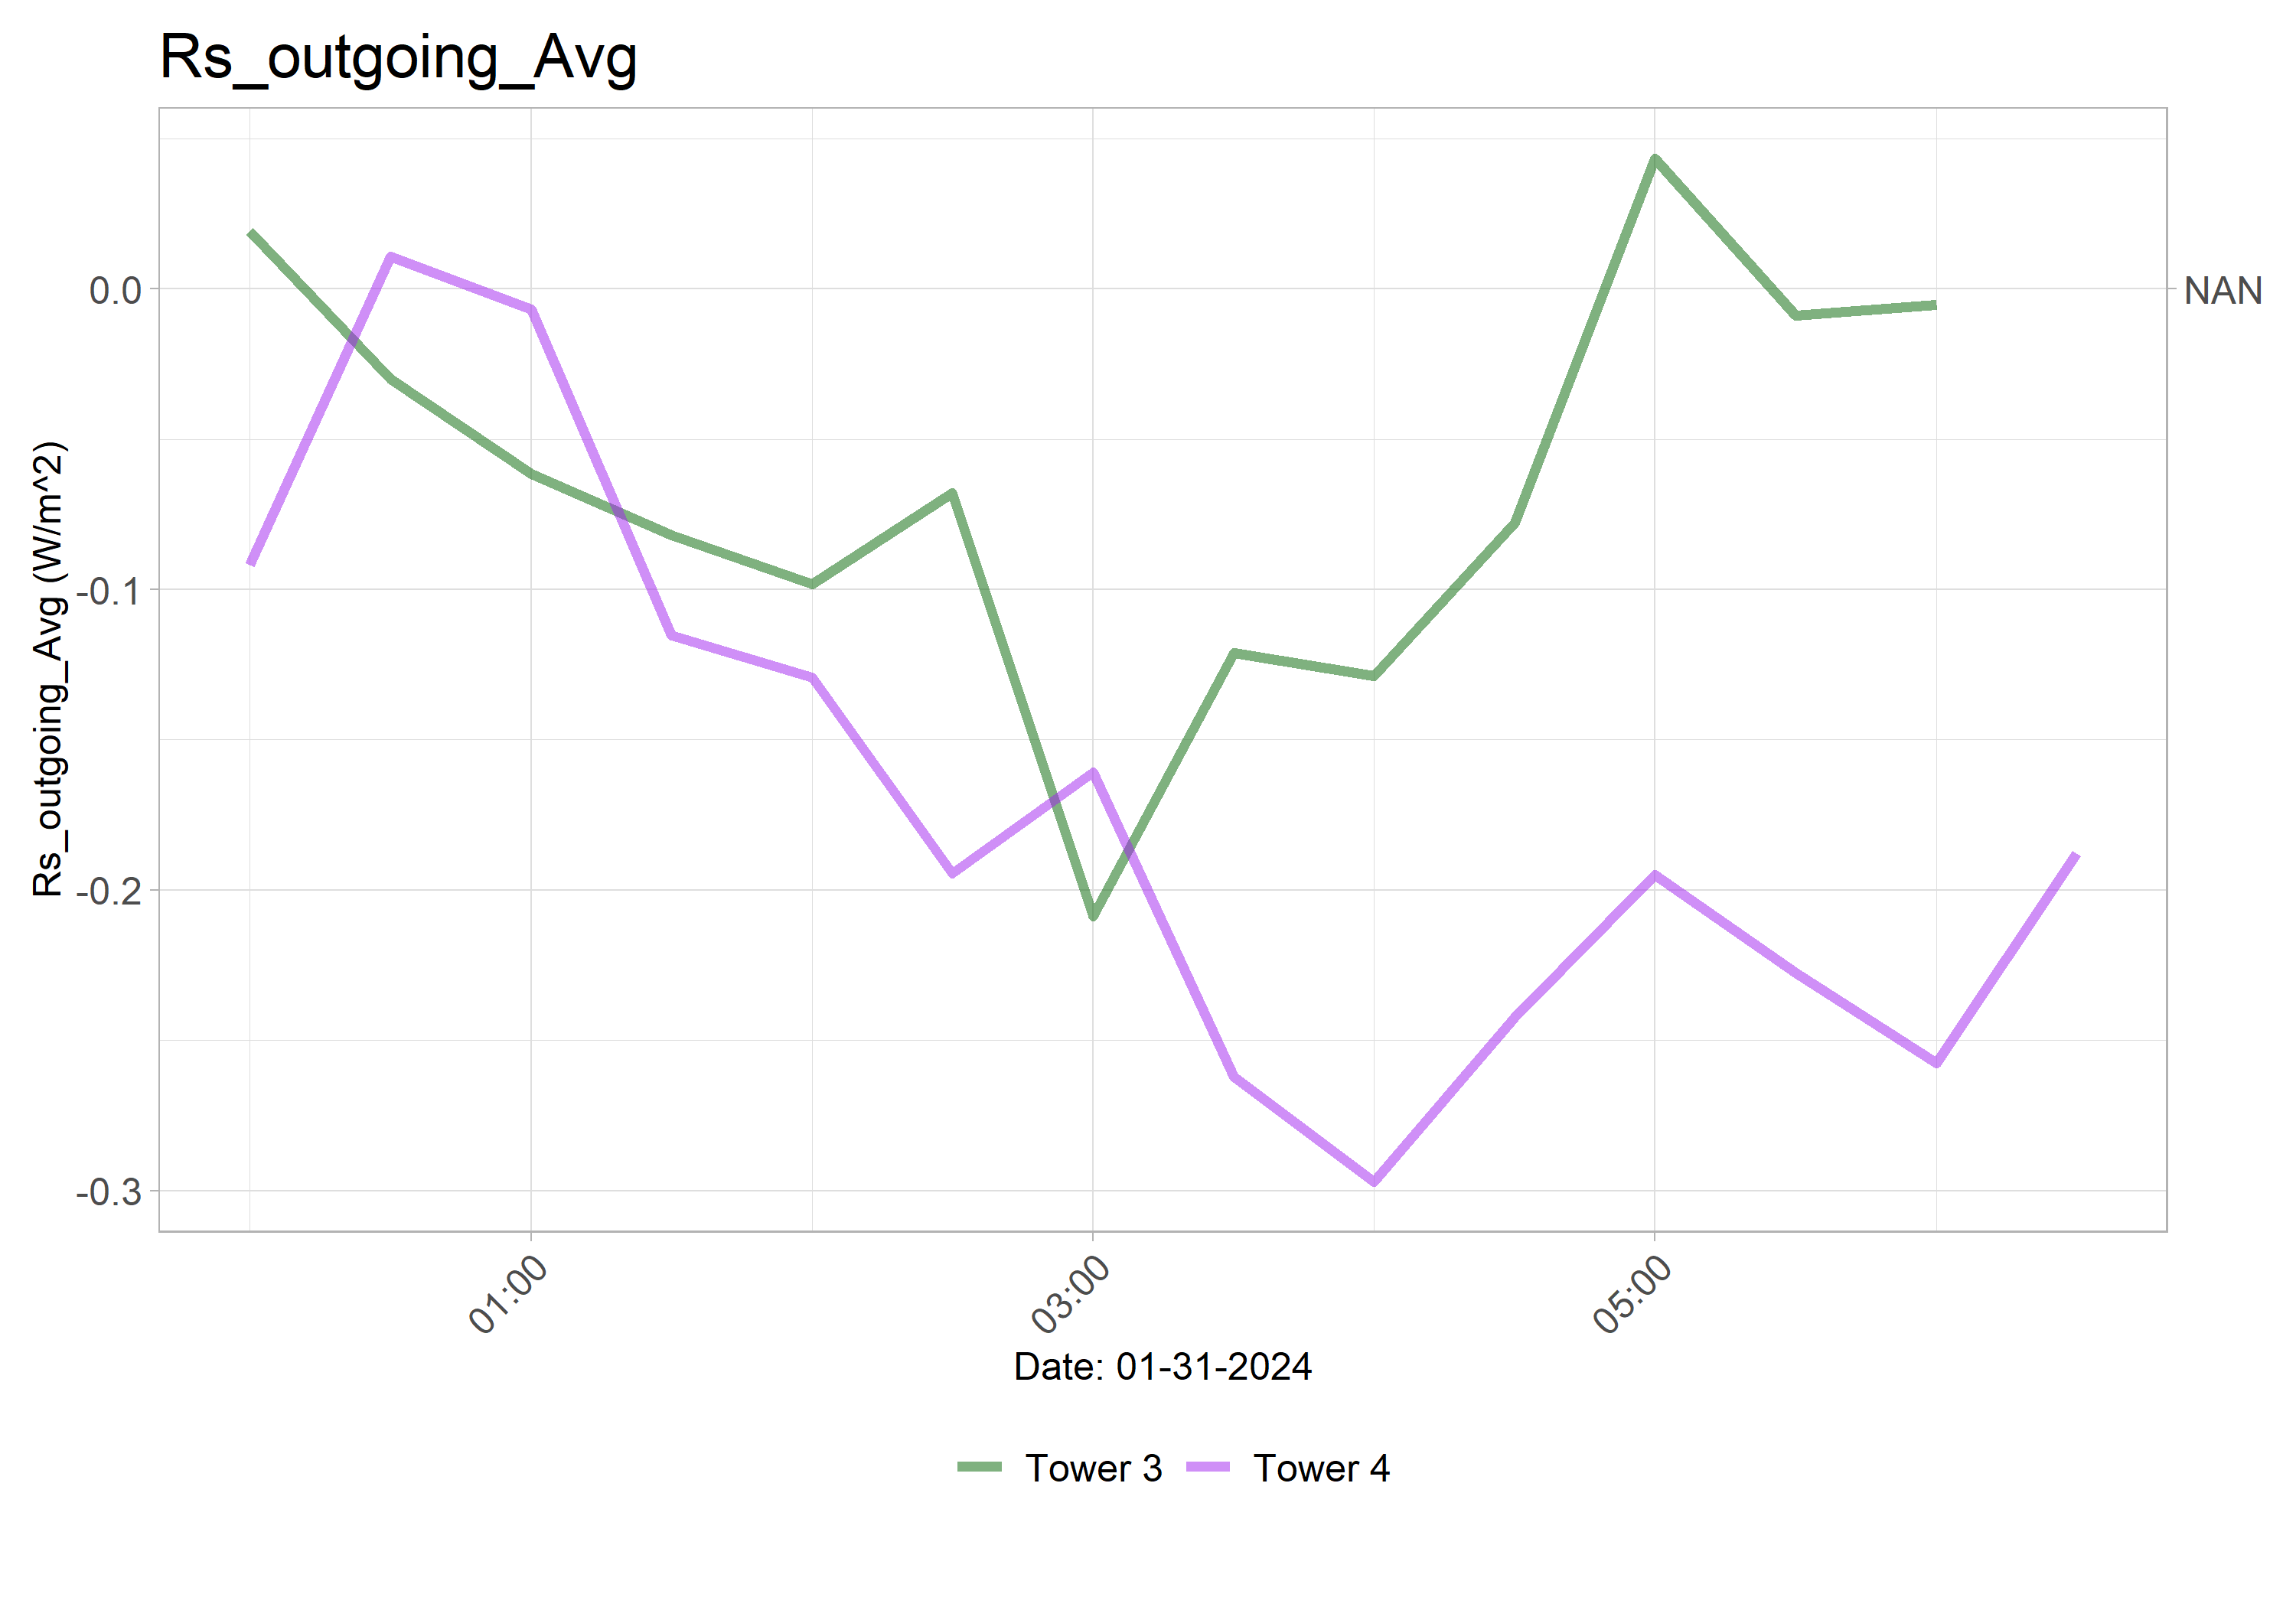 Rs_outgoing_Avg
Rs_outgoing_Avg (W/m^2)
0.0
-0.1
-0.2
-0.3
NAN
01:00
03:00
05:00
Date: 01-31-2024
Tower 3
Tower 4